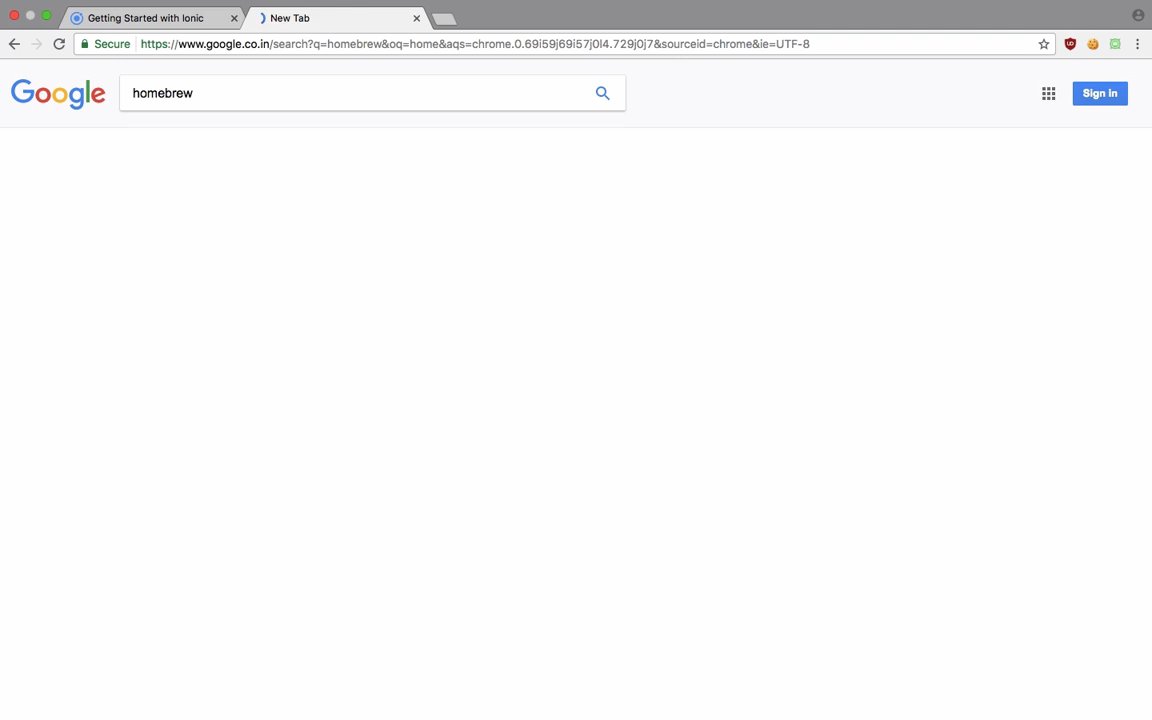 Getting Started with Ionic
New Tab
Secure
https://www.google.co.in/search?q=homebrew&oq=home&aqs=chrome.0.69i59j69i57j0l4.729j0j7&sourceid=chrome&ie=UTF-8
Google
homebrew
Sign in